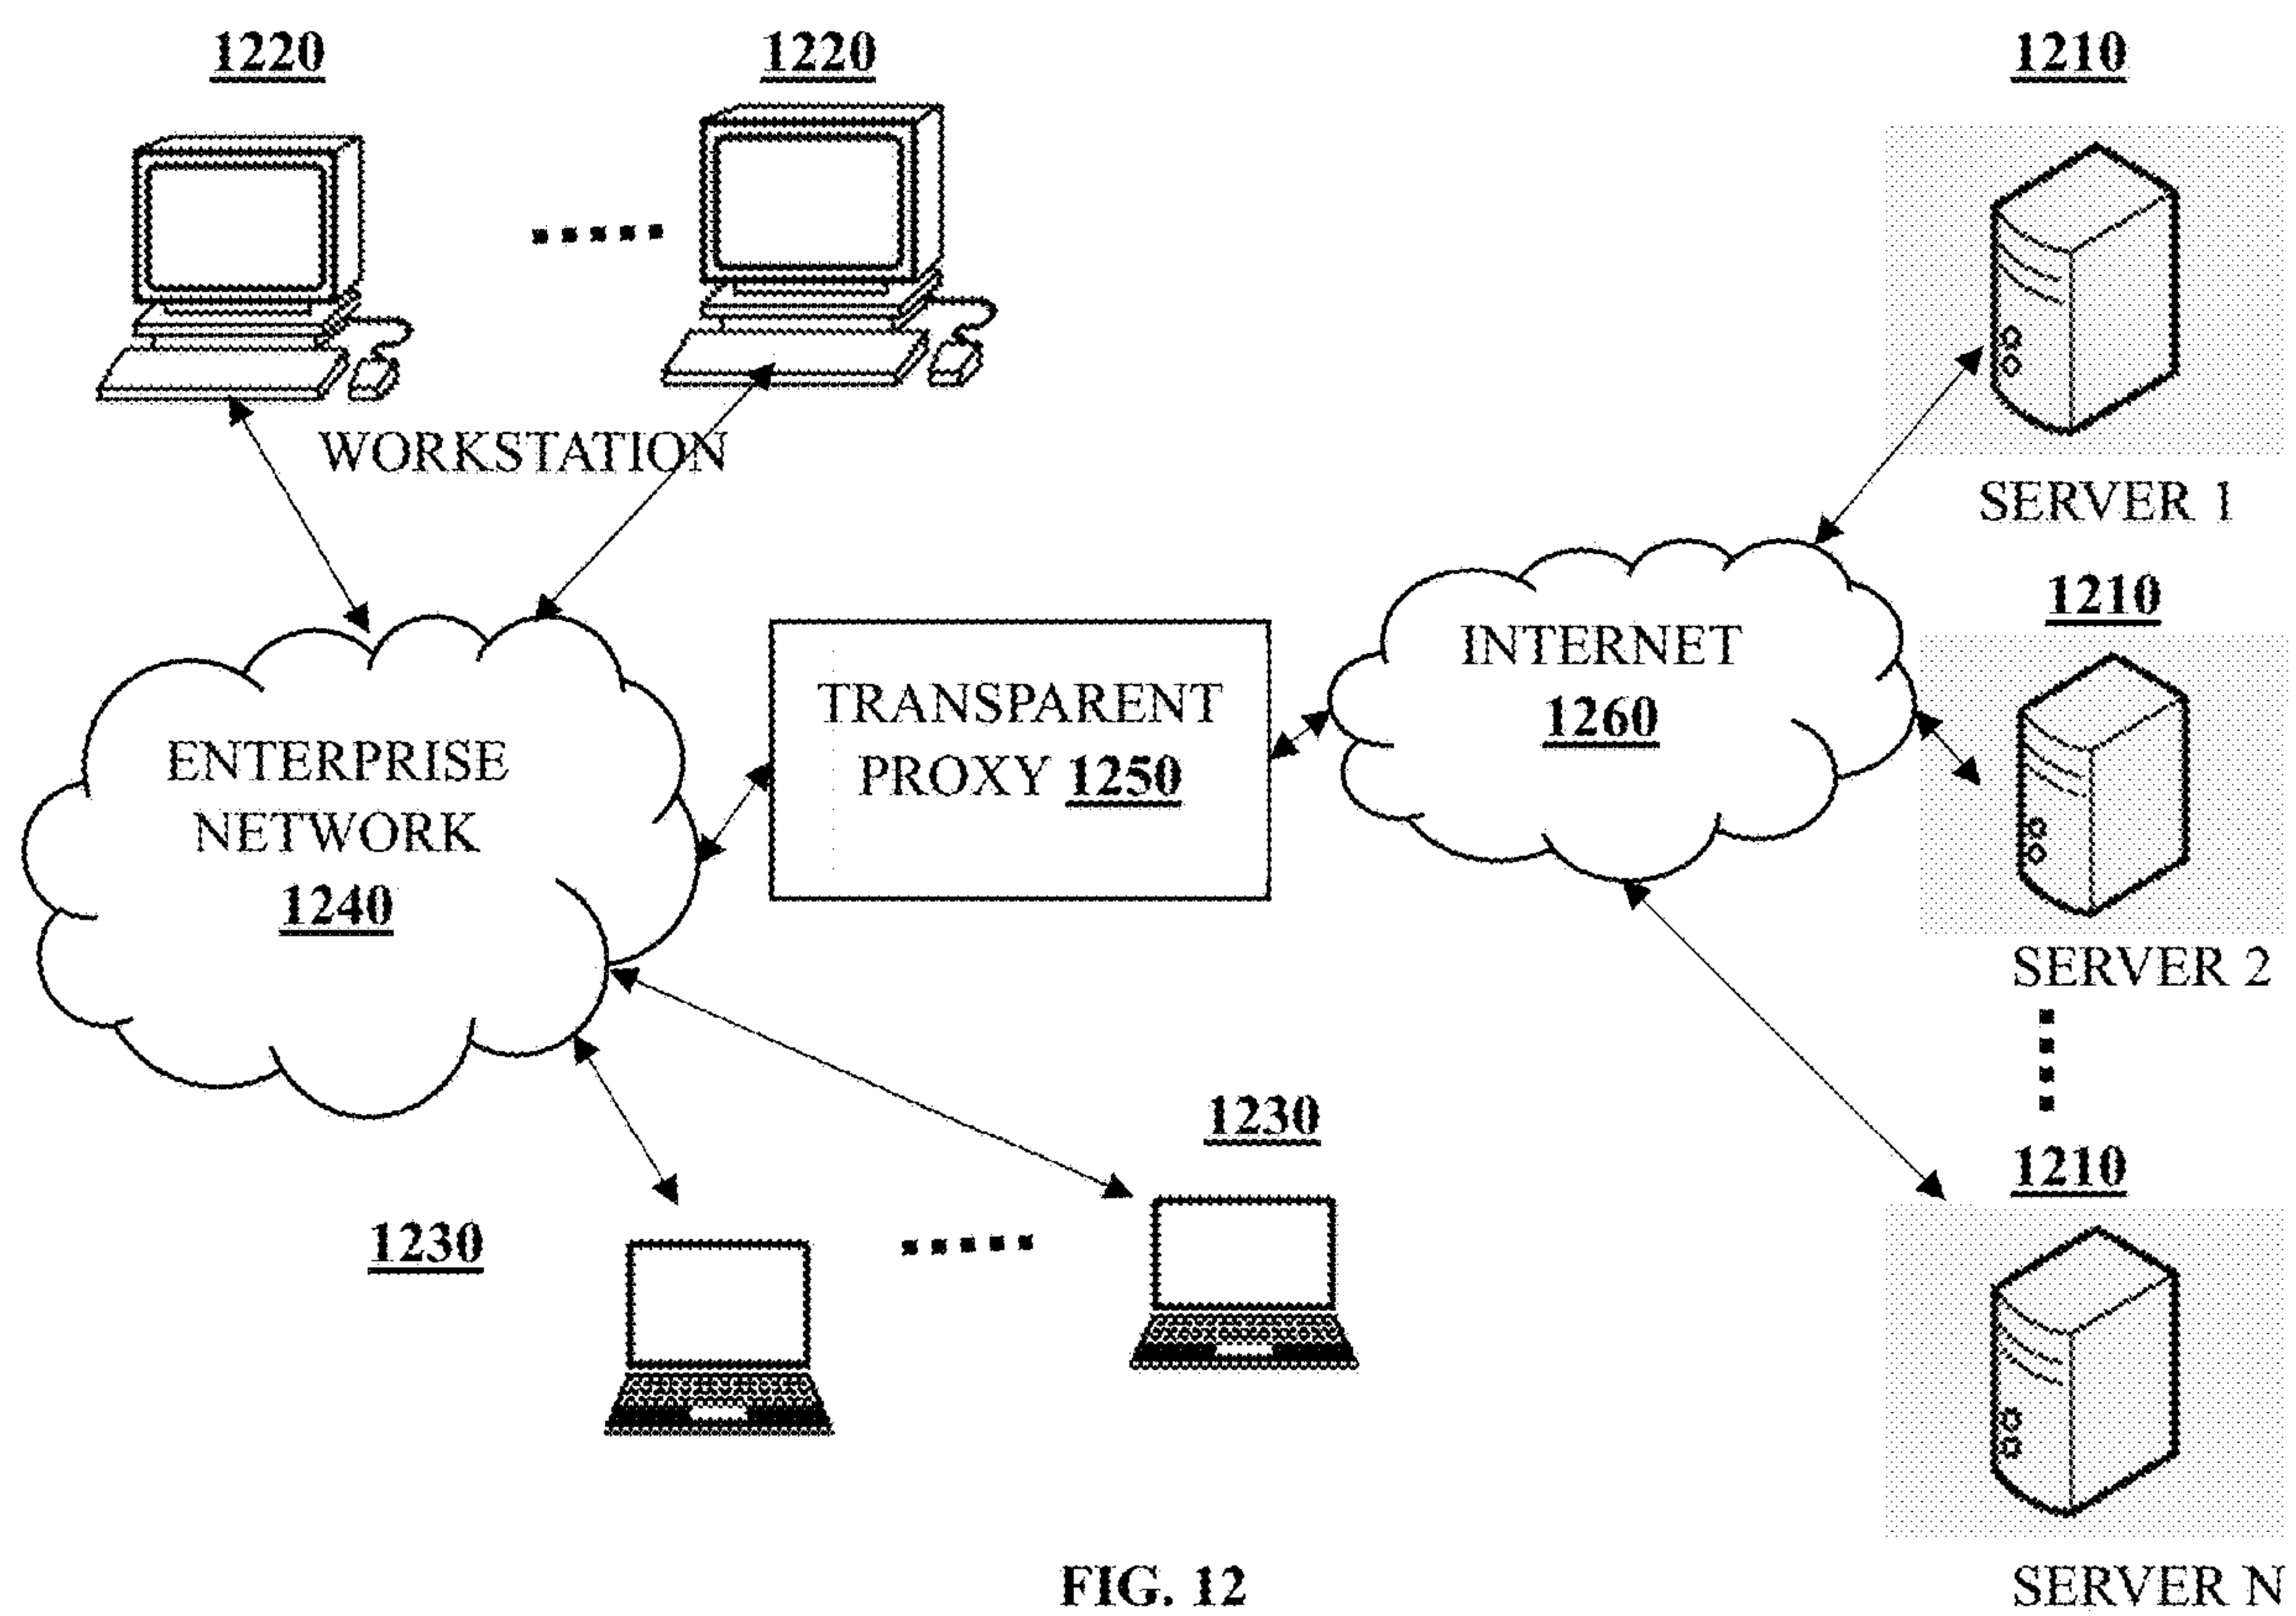 1220
1220
1210
WORKSTATION
SERVER 1
1210
ENTERPRISE
NETWORK
1240
TRANSPARENT
PROXY 1250
INTERNET
1260
SERVER 2
1230
1230
1210
SERVER N
FIG. 12